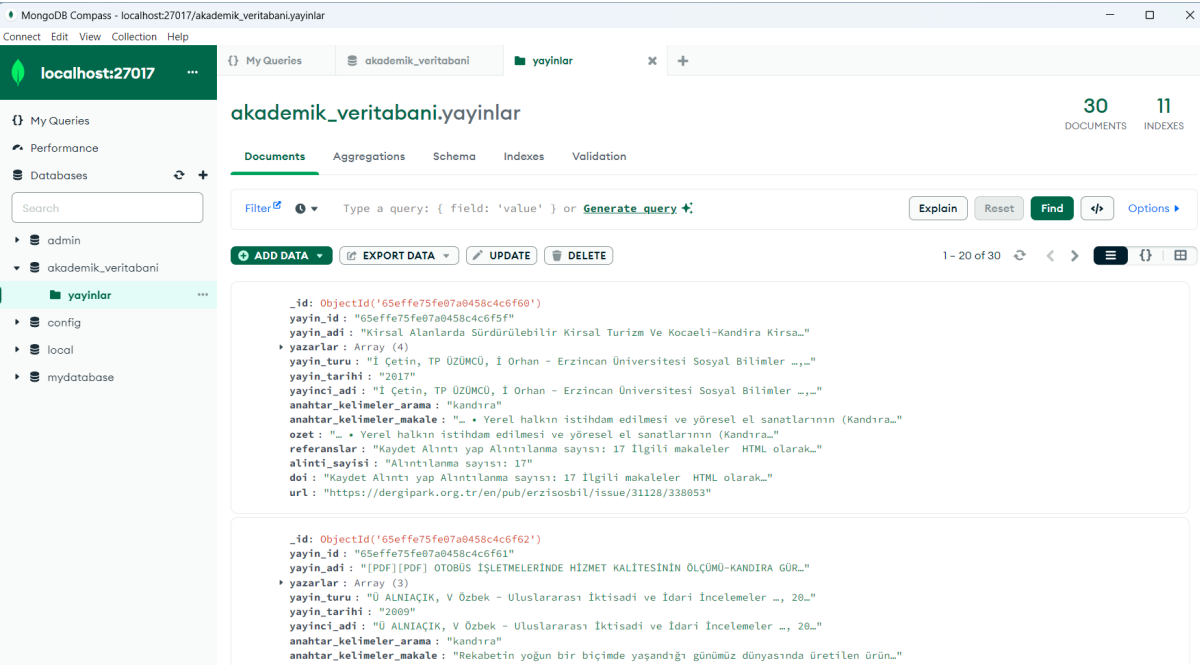 MongoDB Compass - localhost:27017/akademik_veritabani.yayinlar
Connect Edit View Collection Help
localhost:27017 ...
{} My Queries
Performance
Databases
Search
admin
akademik_veritabani
yayinlar ...
config
local
mydatabase
{} My Queries akademik_veritabani yayinlar
akademik_veritabani.yayinlar
30 DOCUMENTS 11 INDEXES
Documents Aggregations Schema Indexes Validation
Filter Type a query: { field: 'value' } or Generate query Explain Reset Find </> Options
ADD DATA EXPORT DATA UPDATE DELETE 1 – 20 of 30 {}
_id: ObjectId('65effe75fe07a0458c4c6f60')
yayin_id : "65effe75fe07a0458c4c6f5f"
yayin_adi : "Kırsal Alanlarda Sürdürülebilir Kırsal Turizm Ve Kocaeli-Kandıra Kırsa…"
yazarlar : Array (4)
yayin_turu : "İ Çetin, TP ÜZÜMCÜ, İ Orhan - Erzincan Üniversitesi Sosyal Bilimler …,…"
yayin_tarihi : "2017"
yayinci_adi : "İ Çetin, TP ÜZÜMCÜ, İ Orhan - Erzincan Üniversitesi Sosyal Bilimler …,…"
anahtar_kelimeler_arama : "kandıra"
anahtar_kelimeler_makale : "… • Yerel halkın istihdam edilmesi ve yöresel el sanatlarının (Kandıra…"
ozet : "… • Yerel halkın istihdam edilmesi ve yöresel el sanatlarının (Kandıra…"
referanslar : "Kaydet Alıntı yap Alıntılanma sayısı: 17 İlgili makaleler  HTML olarak…"
alinti_sayisi : "Alıntılanma sayısı: 17"
doi : "Kaydet Alıntı yap Alıntılanma sayısı: 17 İlgili makaleler  HTML olarak…"
url : "https://dergipark.org.tr/en/pub/erzisosbil/issue/31128/338053"
_id: ObjectId('65effe75fe07a0458c4c6f62')
yayin_id : "65effe75fe07a0458c4c6f61"
yayin_adi : "[PDF][PDF] OTOBÜS İŞLETMELERİNDE HİZMET KALİTESİNİN ÖLÇÜMÜ-KANDIRA GÜR…"
yazarlar : Array (3)
yayin_turu : "Ü ALNIAÇIK, V Özbek - Uluslararası İktisadi ve İdari İncelemeler …, 20…"
yayin_tarihi : "2009"
yayinci_adi : "Ü ALNIAÇIK, V Özbek - Uluslararası İktisadi ve İdari İncelemeler …, 20…"
anahtar_kelimeler_arama : "kandıra"
anahtar_kelimeler_makale : "Rekabetin yoğun bir biçimde yaşandığı günümüz dünyasında üretilen ürün…"